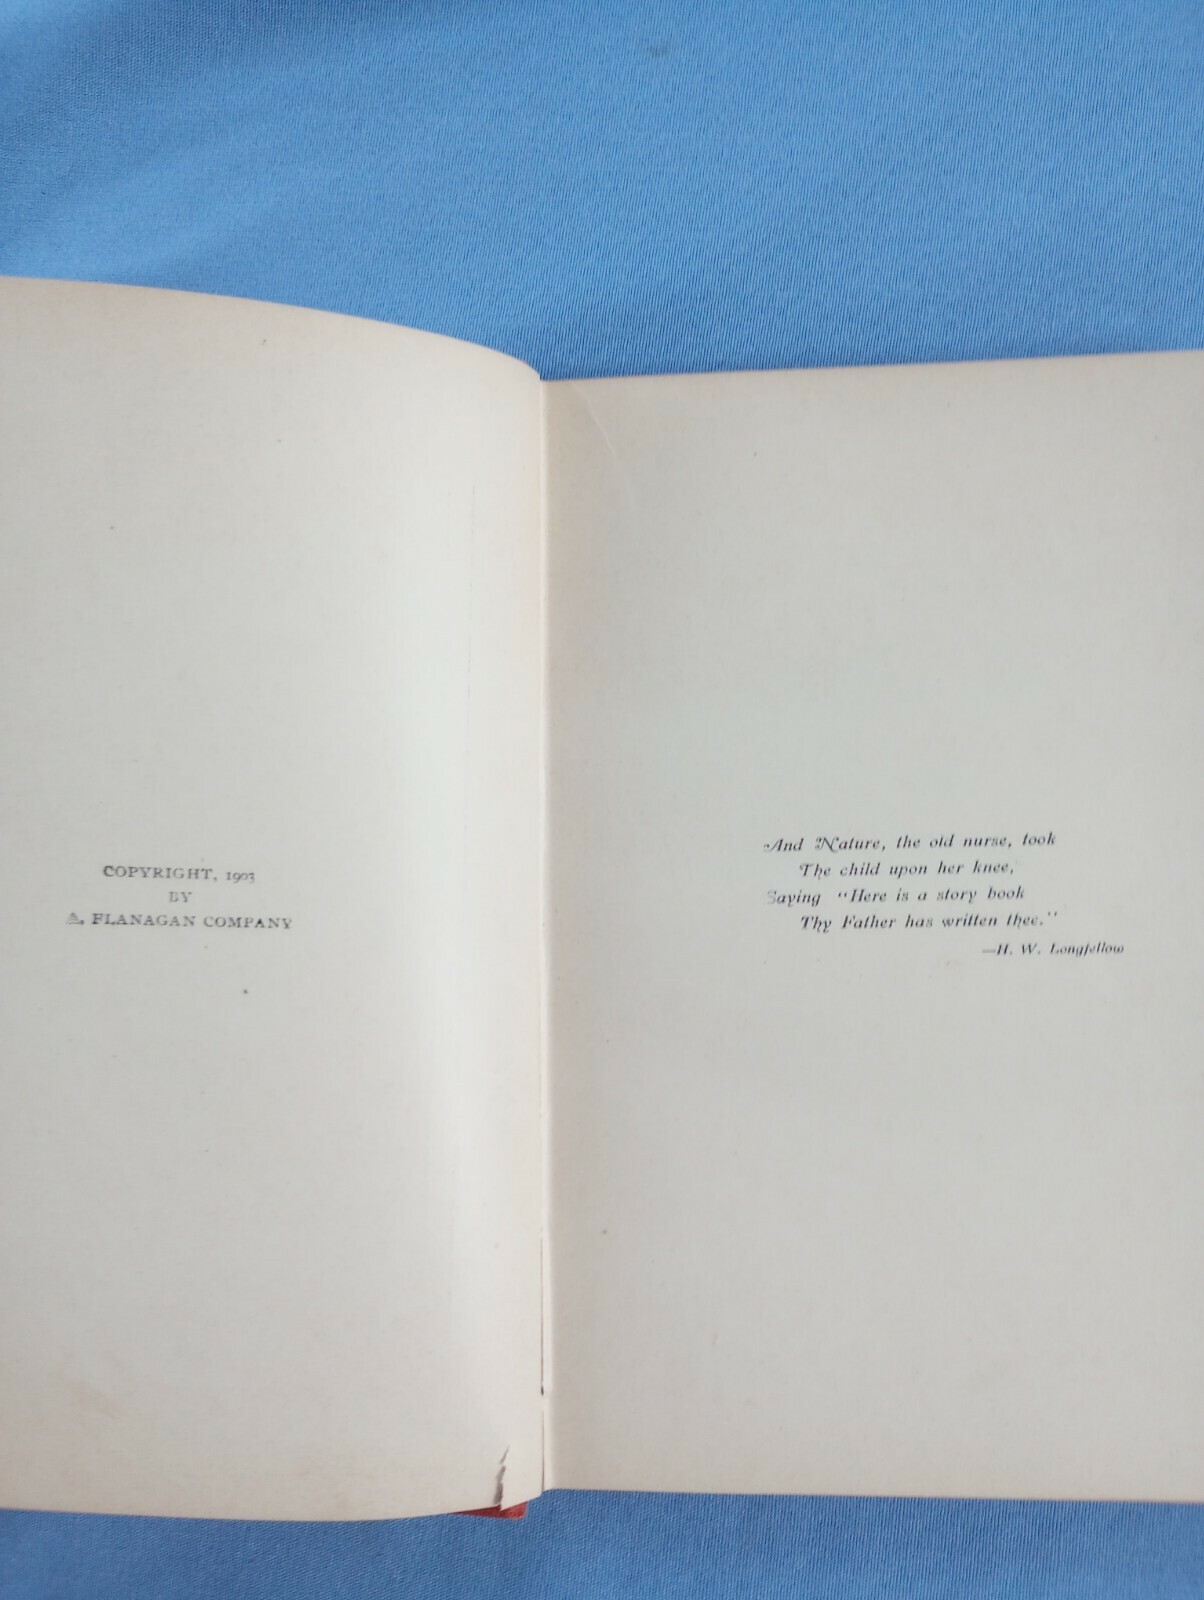 COPYRIGHT, 1903
BY
A. FLANAGAN COMPANY
And Nature, the old nurse, took
The child upon her knee,
Saying "Here is a story book
Thy Father has written thee."
—H. W. Longfellow